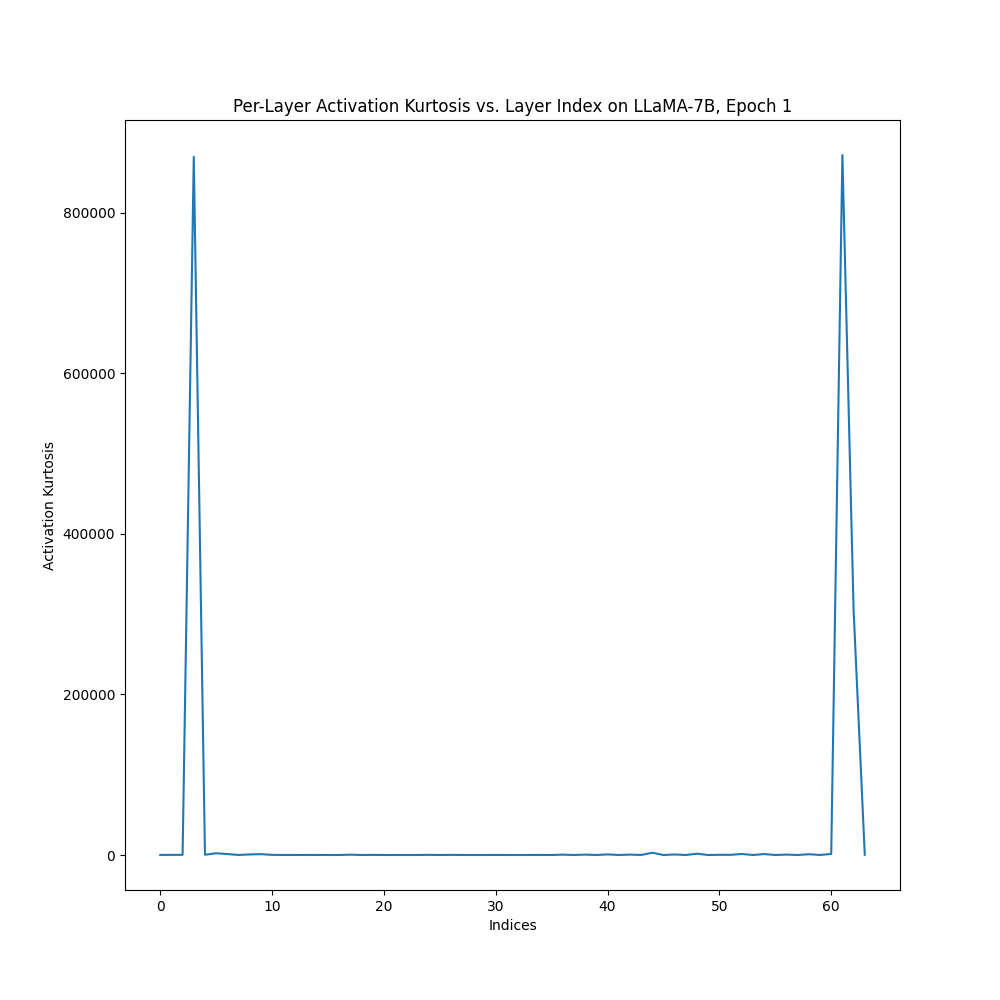 Per-Layer Activation Kurtosis vs. Layer Index on LLaMA-7B, Epoch 1
800000
600000
400000
200000
0
Activation Kurtosis
0 10 20 30 40 50 60
Indices